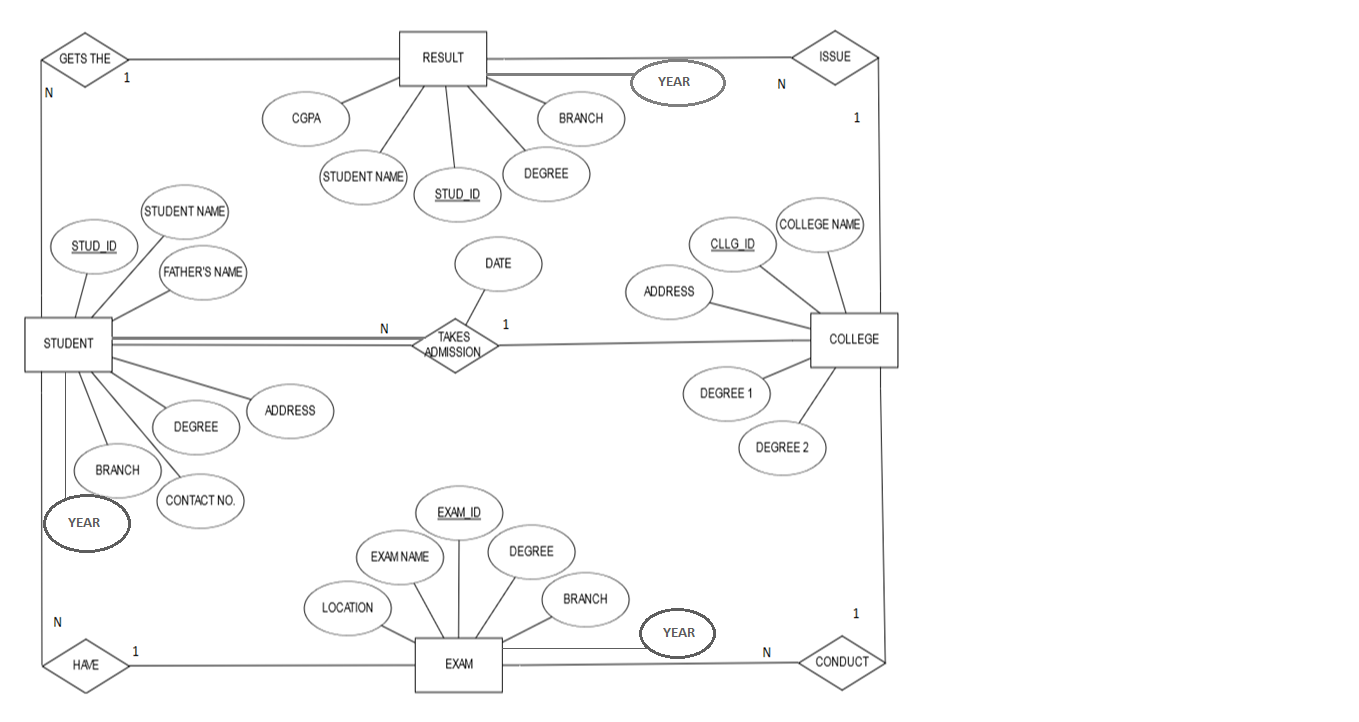 GETS THE
RESULT
ISSUE
1
N
YEAR
N
CGPA
BRANCH
1
STUDENT NAME
DEGREE
STUD_ID
STUDENT NAME
STUD_ID
FATHER'S NAME
COLLEGE NAME
CLLG_ID
DATE
ADDRESS
STUDENT
N
1
TAKES
ADMISSION
COLLEGE
DEGREE 1
ADDRESS
DEGREE
DEGREE 2
BRANCH
CONTACT NO.
YEAR
EXAM_ID
EXAM NAME
DEGREE
LOCATION
BRANCH
N
1
YEAR
1
N
HAVE
EXAM
CONDUCT